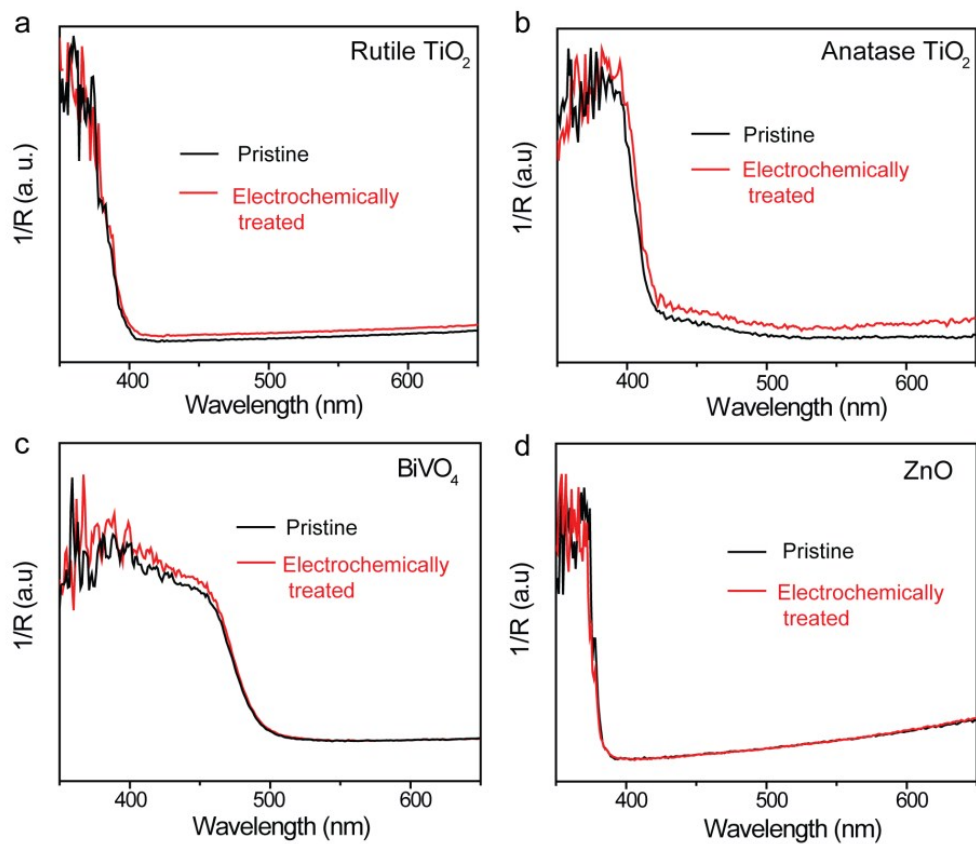 a
Rutile TiO₂
Pristine
Electrochemically
treated
1/R (a. u.)
400
500
600
Wavelength (nm)
b
Anatase TiO₂
Pristine
Electrochemically
treated
1/R (a.u)
400
500
600
Wavelength (nm)
c
BiVO₄
Pristine
Electrochemically
treated
1/R (a.u)
400
500
600
Wavelength (nm)
d
ZnO
Pristine
Electrochemically
treated
1/R (a.u)
400
500
600
Wavelength (nm)